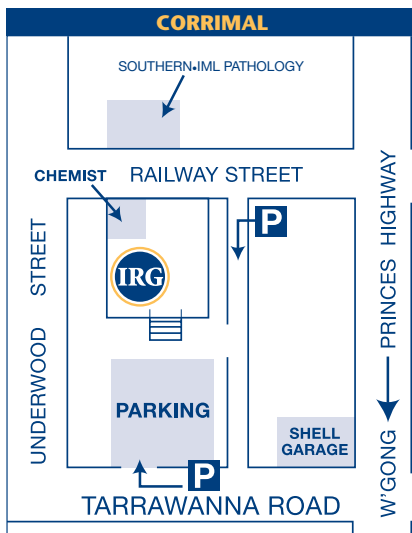 CORRIMAL
SOUTHERN•IML PATHOLOGY
CHEMIST
RAILWAY STREET
P
IRG
UNDERWOOD STREET
PRINCES HIGHWAY
PARKING
SHELL
GARAGE
P
W'GONG
TARRAWANNA ROAD